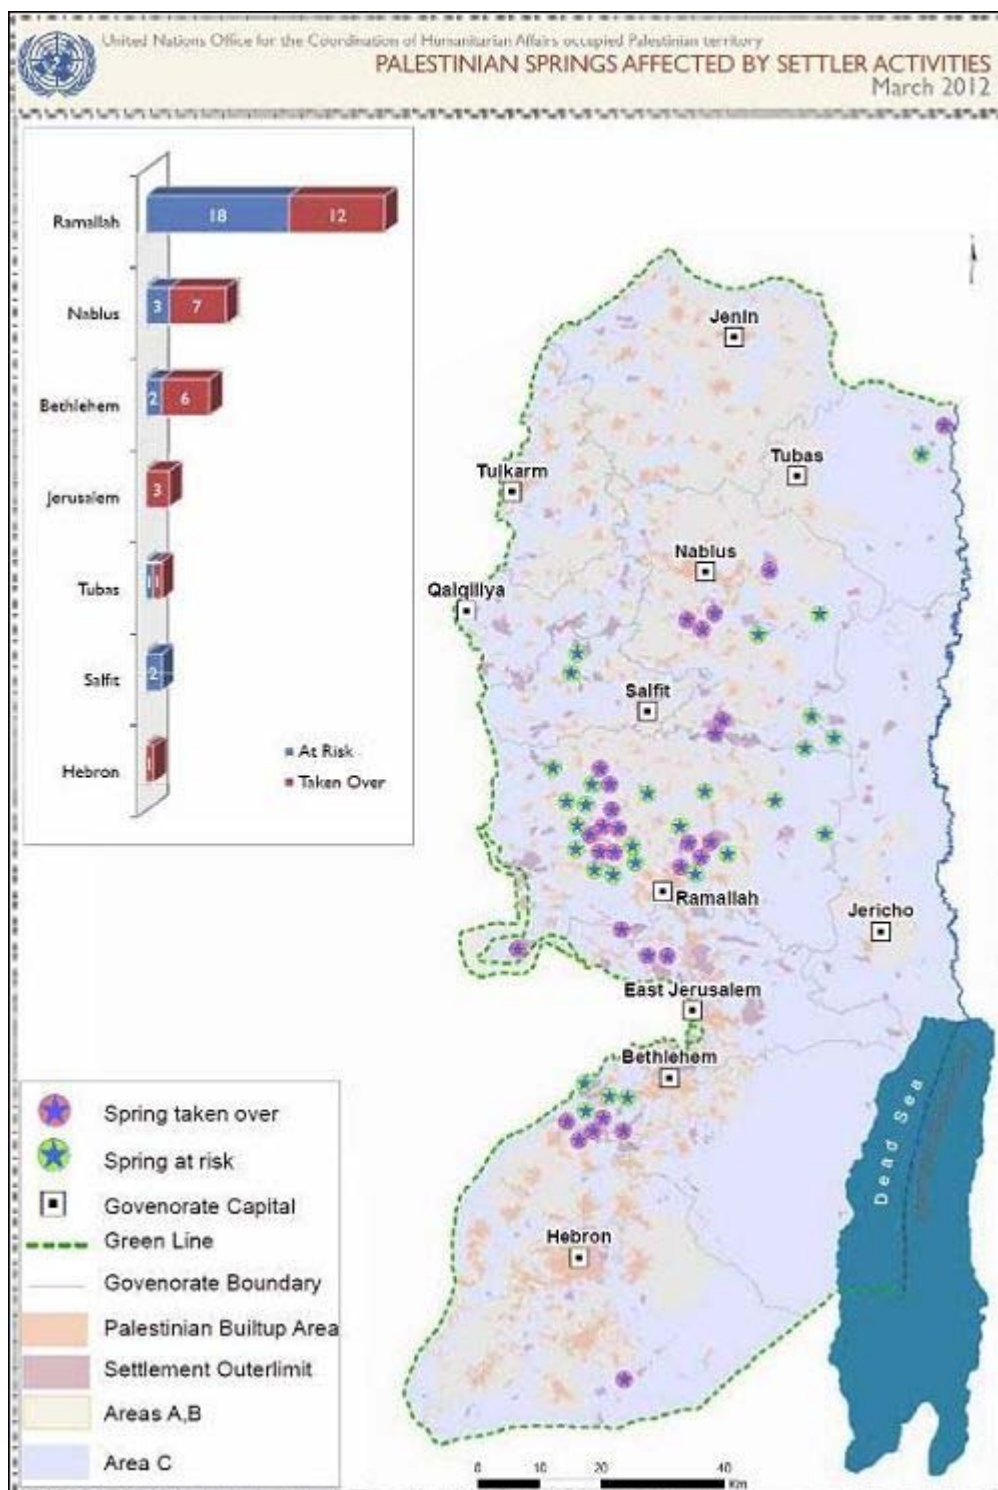 United Nations Office for the Coordination of Humanitarian Affairs occupied Palestinian territory
PALESTINIAN SPRINGS AFFECTED BY SETTLER ACTIVITIES
March 2012
Ramallah
18
12
Nablus
3
7
Bethlehem
2
6
Jerusalem
3
Tubas
1
1
Salfit
2
Hebron
1
At Risk
Taken Over
Jenin
Tubas
Tulkarm
Nablus
Qalqiliya
Salfit
Ramallah
Jericho
East Jerusalem
Bethlehem
Hebron
Dead Sea
Spring taken over
Spring at risk
Govenorate Capital
Green Line
Govenorate Boundary
Palestinian Builtup Area
Settlement Outerlimit
Areas A,B
Area C
0 10 20 40
Km